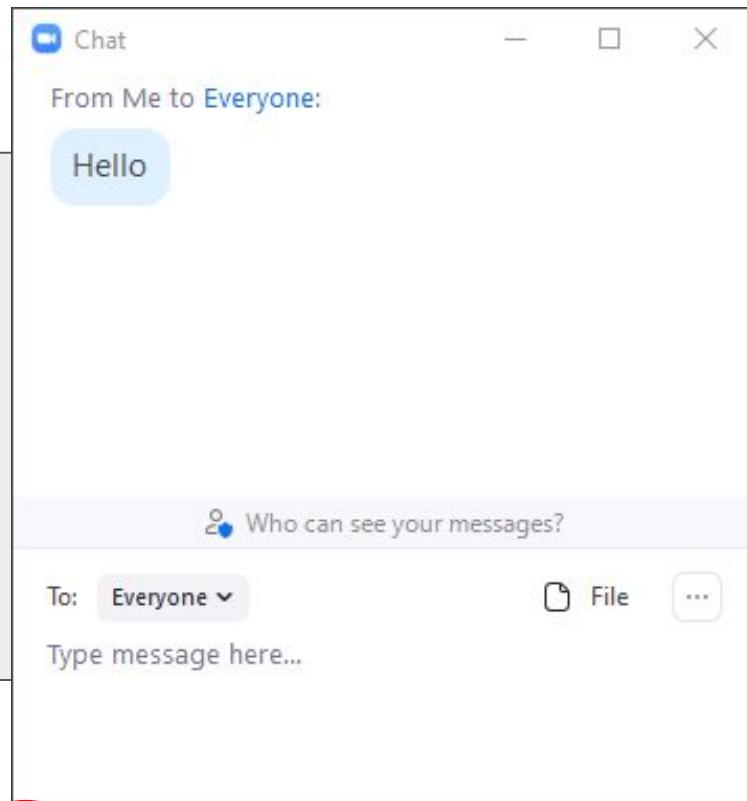 Chat
From Me to Everyone:
Hello
Who can see your messages?
To: Everyone File
Type message here...